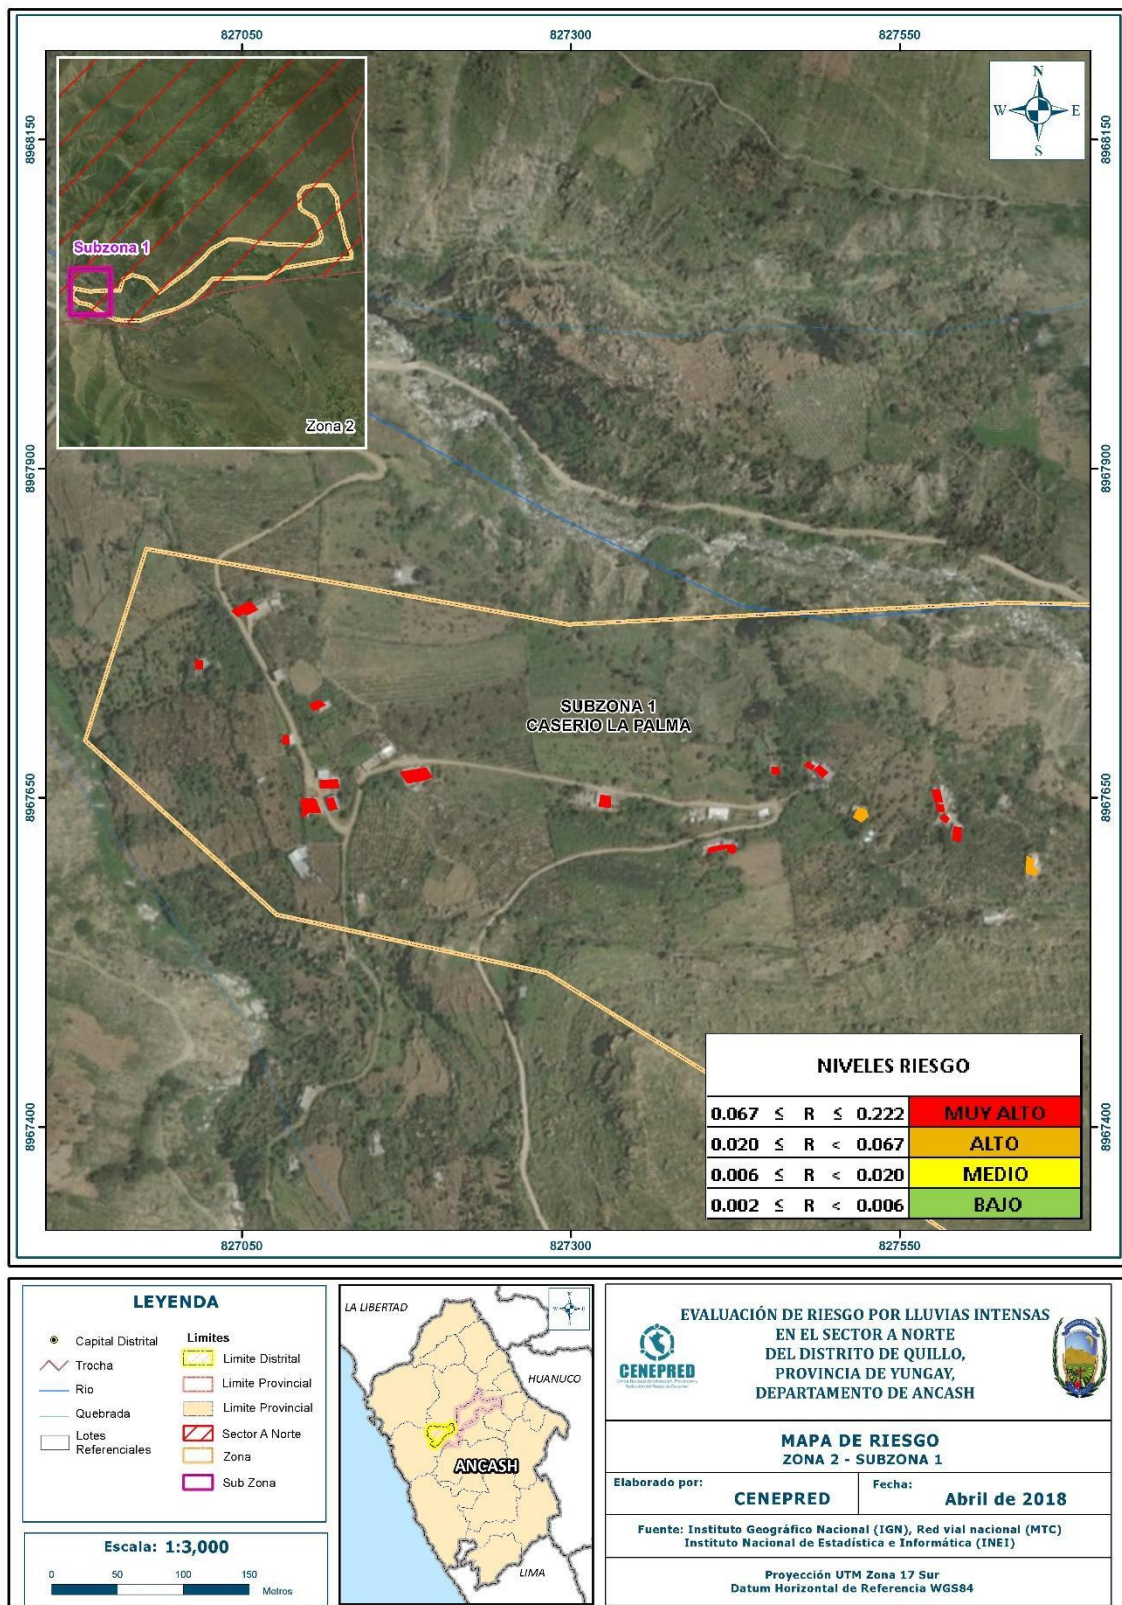 827050
827300
827550
8968150
8968150
N
W
E
S
Subzona 1
Zona 2
8967900
8967900
SUBZONA 1
CASERIO LA PALMA
8967650
8967650
NIVELES RIESGO
0.067 ≤ R ≤ 0.222 MUY ALTO
0.020 ≤ R < 0.067 ALTO
0.006 ≤ R < 0.020 MEDIO
0.002 ≤ R < 0.006 BAJO
8967400
8967400
827050
827300
827550
LEYENDA
Capital Distrital
Trocha
Rio
Quebrada
Lotes
Referenciales
Límites
Limite Distrital
Limite Provincial
Limite Provincial
Sector A Norte
Zona
Sub Zona
Escala: 1:3,000
0 50 100 150
Metros
LA LIBERTAD
HUANUCO
ANCASH
LIMA
CENEPRED
EVALUACIÓN DE RIESGO POR LLUVIAS INTENSAS
EN EL SECTOR A NORTE
DEL DISTRITO DE QUILLO,
PROVINCIA DE YUNGAY,
DEPARTAMENTO DE ANCASH
MAPA DE RIESGO
ZONA 2 - SUBZONA 1
Elaborado por:
CENEPRED
Fecha:
Abril de 2018
Fuente: Instituto Geográfico Nacional (IGN), Red vial nacional (MTC)
Instituto Nacional de Estadística e Informática (INEI)
Proyección UTM Zona 17 Sur
Datum Horizontal de Referencia WGS84